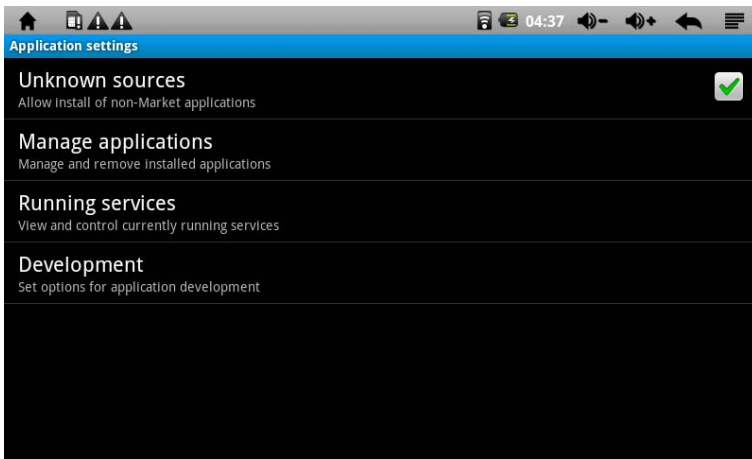 04:37
Application settings
Unknown sources
Allow install of non-Market applications
Manage applications
Manage and remove installed applications
Running services
View and control currently running services
Development
Set options for application development